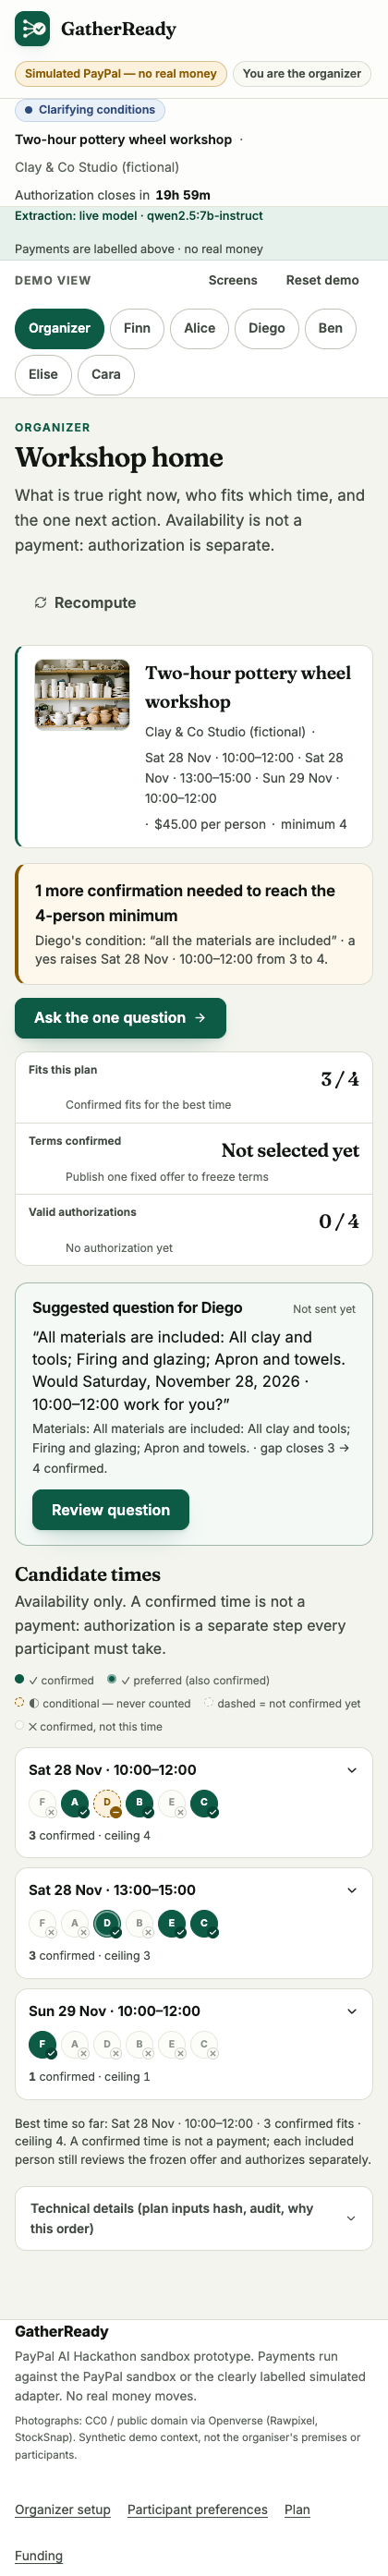 GatherReady
Simulated PayPal — no real money
You are the organizer
Clarifying conditions
Two-hour pottery wheel workshop ·
Clay & Co Studio (fictional)
Authorization closes in 19h 59m
Extraction: live model · qwen2.5:7b-instruct
Payments are labelled above · no real money
DEMO VIEW
Screens
Reset demo
Organizer
Finn
Alice
Diego
Ben
Elise
Cara
ORGANIZER
Workshop home
What is true right now, who fits which time, and
the one next action. Availability is not a
payment: authorization is separate.
Recompute
Two-hour pottery wheel
workshop
Clay & Co Studio (fictional) ·
Sat 28 Nov · 10:00–12:00 · Sat 28
Nov · 13:00–15:00 · Sun 29 Nov ·
10:00–12:00
· $45.00 per person · minimum 4
1 more confirmation needed to reach the
4-person minimum
Diego's condition: “all the materials are included” · a
yes raises Sat 28 Nov · 10:00–12:00 from 3 to 4.
Ask the one question →
Fits this plan
3 / 4
Confirmed fits for the best time
Terms confirmed
Not selected yet
Publish one fixed offer to freeze terms
Valid authorizations
0 / 4
No authorization yet
Suggested question for Diego
Not sent yet
“All materials are included: All clay and
tools; Firing and glazing; Apron and towels.
Would Saturday, November 28, 2026 ·
10:00–12:00 work for you?”
Materials: All materials are included: All clay and tools;
Firing and glazing; Apron and towels. · gap closes 3 →
4 confirmed.
Review question
Candidate times
Availability only. A confirmed time is not a
payment: authorization is a separate step every
participant must take.
✓ confirmed
✓ preferred (also confirmed)
◐ conditional — never counted
dashed = not confirmed yet
✕ confirmed, not this time
Sat 28 Nov · 10:00–12:00
F A D B E C
3 confirmed · ceiling 4
Sat 28 Nov · 13:00–15:00
F A D B E C
3 confirmed · ceiling 3
Sun 29 Nov · 10:00–12:00
F A D B E C
1 confirmed · ceiling 1
Best time so far: Sat 28 Nov · 10:00–12:00 · 3 confirmed fits ·
ceiling 4. A confirmed time is not a payment; each included
person still reviews the frozen offer and authorizes separately.
Technical details (plan inputs hash, audit, why
this order)
GatherReady
PayPal AI Hackathon sandbox prototype. Payments run
against the PayPal sandbox or the clearly labelled simulated
adapter. No real money moves.
Photographs: CC0 / public domain via Openverse (Rawpixel,
StockSnap). Synthetic demo context, not the organiser's premises or
participants.
Organizer setup
Participant preferences
Plan
Funding